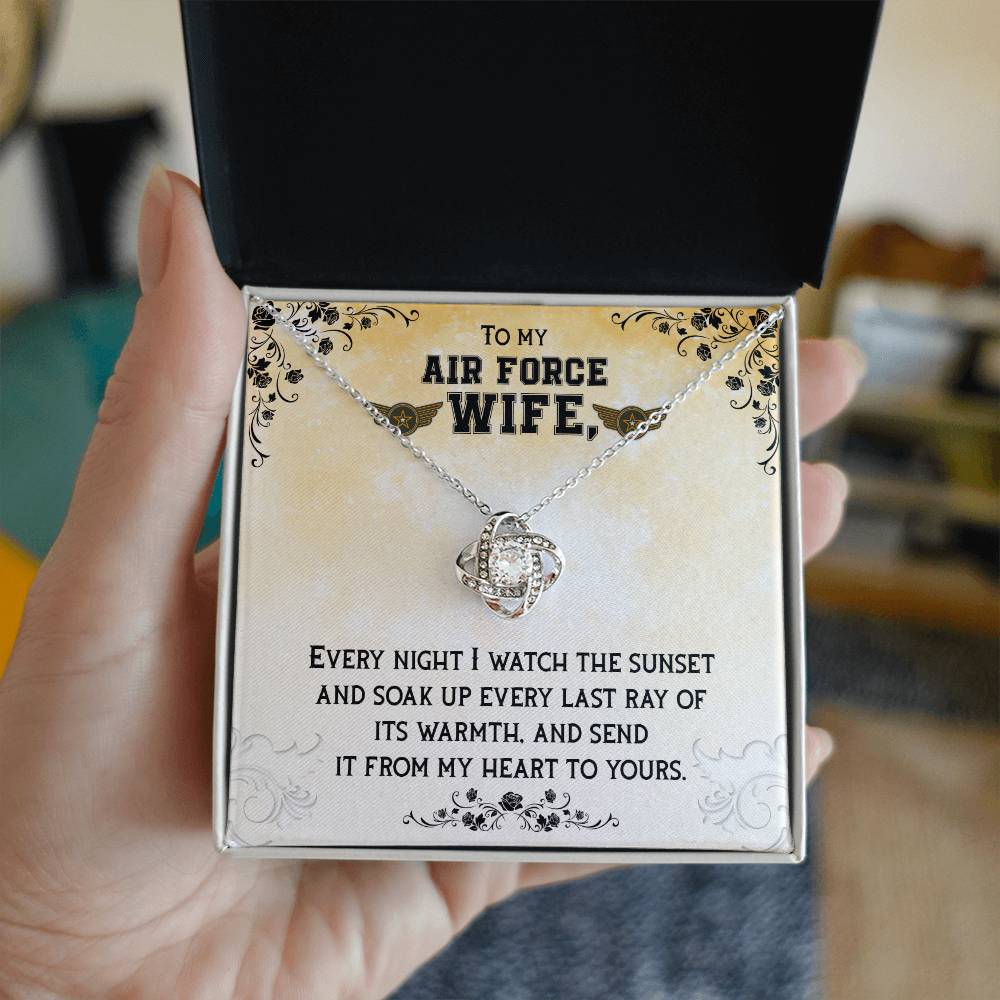 To my
AIR FORCE
WIFE,
Every night I watch the sunset
and soak up every last ray of
its warmth, and send
it from my heart to yours.